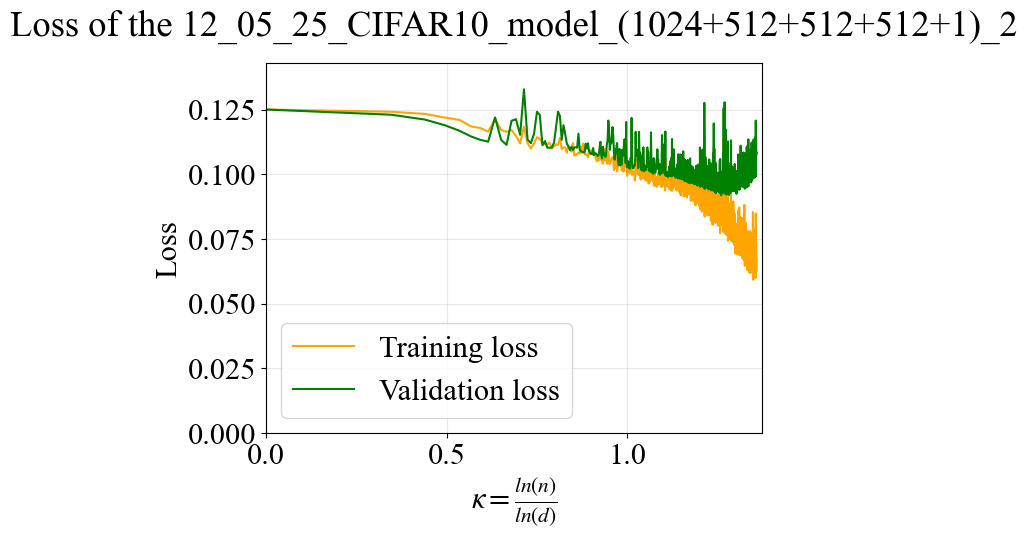 Loss of the 12_05_25_CIFAR10_model_(1024+512+512+512+1)_2
0.125
0.100
0.075
0.050
0.025
0.000
Loss
Training loss
Validation loss
0.0 0.5 1.0
κ = ln(n)/ln(d)